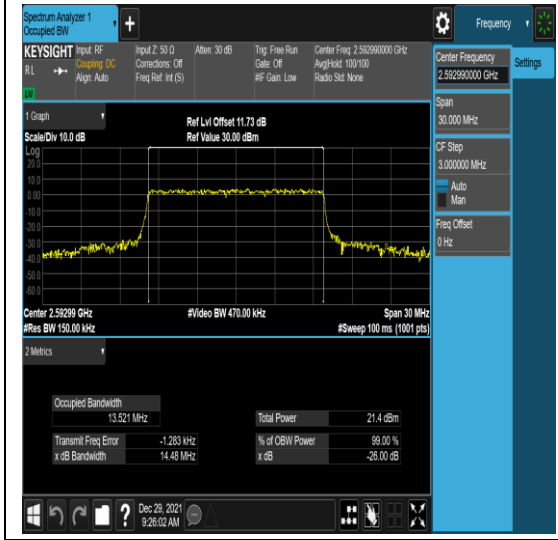 Spectrum Analyzer 1
Occupied BW
Frequency
KEYSIGHT
RL
Input: RF
Coupling: DC
Align: Auto
Input Z: 50 Ω
Corrections: Off
Freq Ref: Int (S)
Atten: 30 dB
Trig: Free Run
Gate: Off
#IF Gain: Low
Center Freq: 2.592990000 GHz
Avg|Hold: 100/100
Radio Std: None
Center Frequency
2.592990000 GHz
Settings
Span
30.000 MHz
CF Step
3.000000 MHz
Auto
Man
Freq Offset
0 Hz
1 Graph
Scale/Div 10.0 dB
Ref Lvl Offset 11.73 dB
Ref Value 30.00 dBm
Log
20.0
10.0
0.00
-10.0
-20.0
-30.0
-40.0
-50.0
-60.0
Center 2.59299 GHz
#Video BW 470.00 kHz
Span 30 MHz
#Res BW 150.00 kHz
#Sweep 100 ms (1001 pts)
2 Metrics
Occupied Bandwidth
13.521 MHz
Total Power 21.4 dBm
Transmit Freq Error -1.283 kHz
% of OBW Power 99.00 %
x dB Bandwidth 14.48 MHz
x dB -26.00 dB
?
Dec 29, 2021
9:26:02 AM